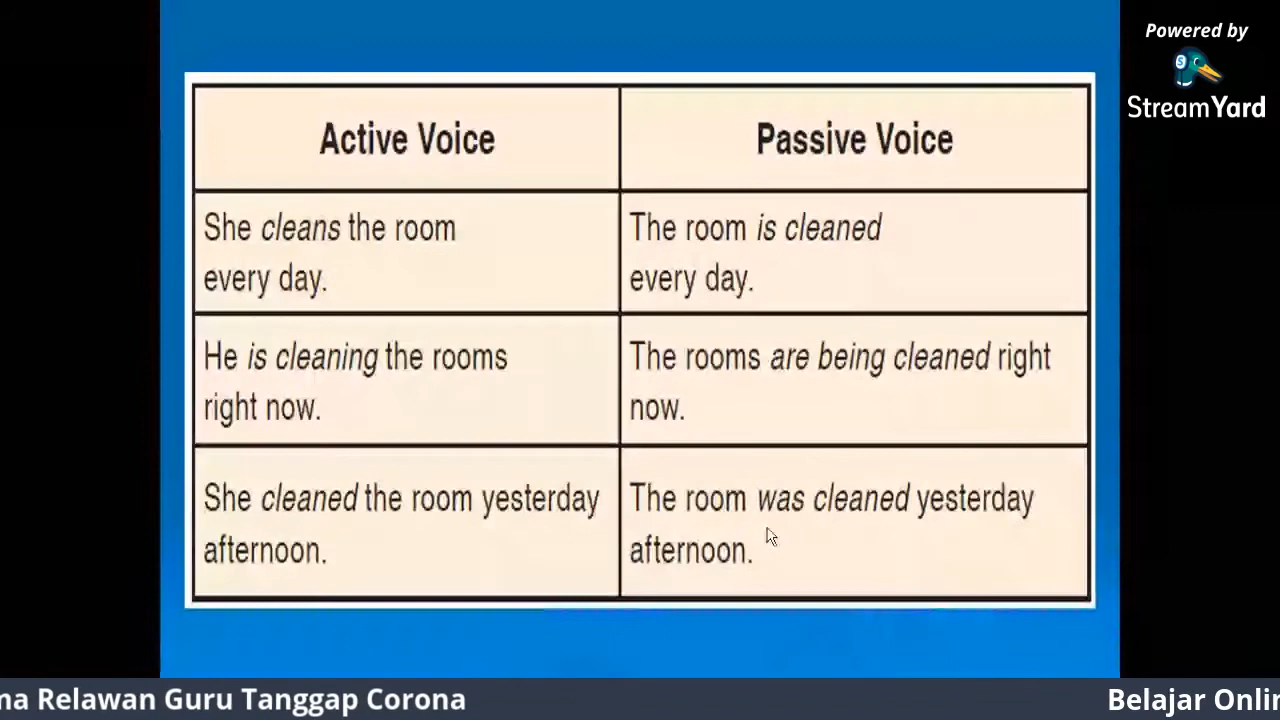 Powered by
StreamYard
Active Voice
Passive Voice
She cleans the room
every day.
The room is cleaned
every day.
He is cleaning the rooms
right now.
The rooms are being cleaned right
now.
She cleaned the room yesterday
afternoon.
The room was cleaned yesterday
afternoon.
Relawan Guru Tanggap Corona
Belajar